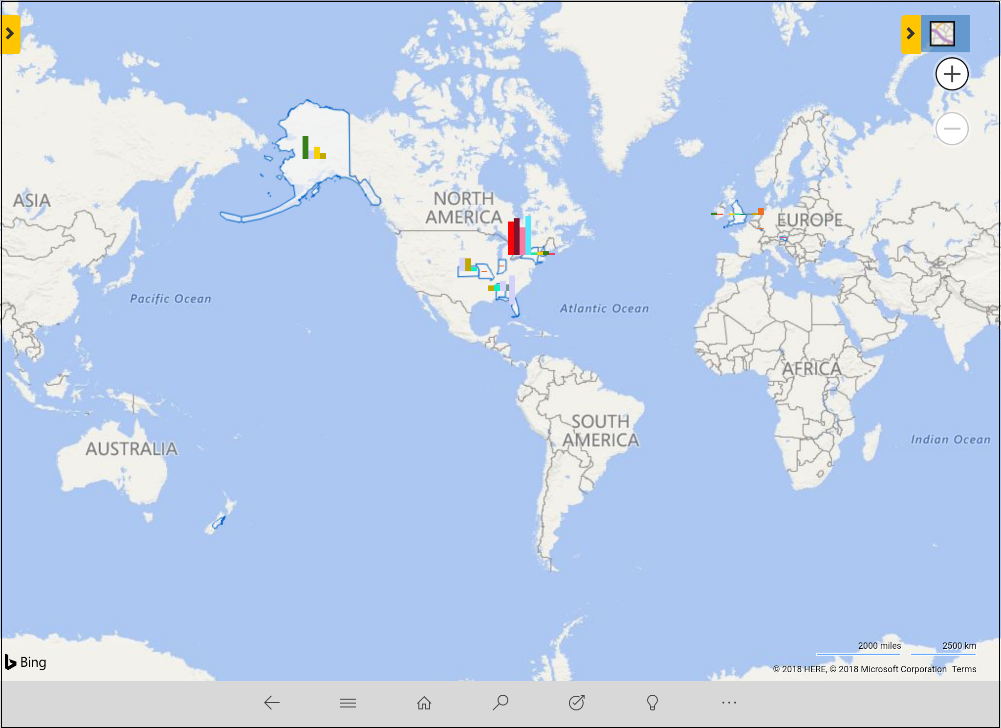 ASIA
NORTH
AMERICA
EUROPE
Pacific Ocean
Atlantic Ocean
AFRICA
SOUTH
AMERICA
AUSTRALIA
Indian Ocean
2000 miles 2500 km
Bing
© 2018 HERE, © 2018 Microsoft Corporation Terms